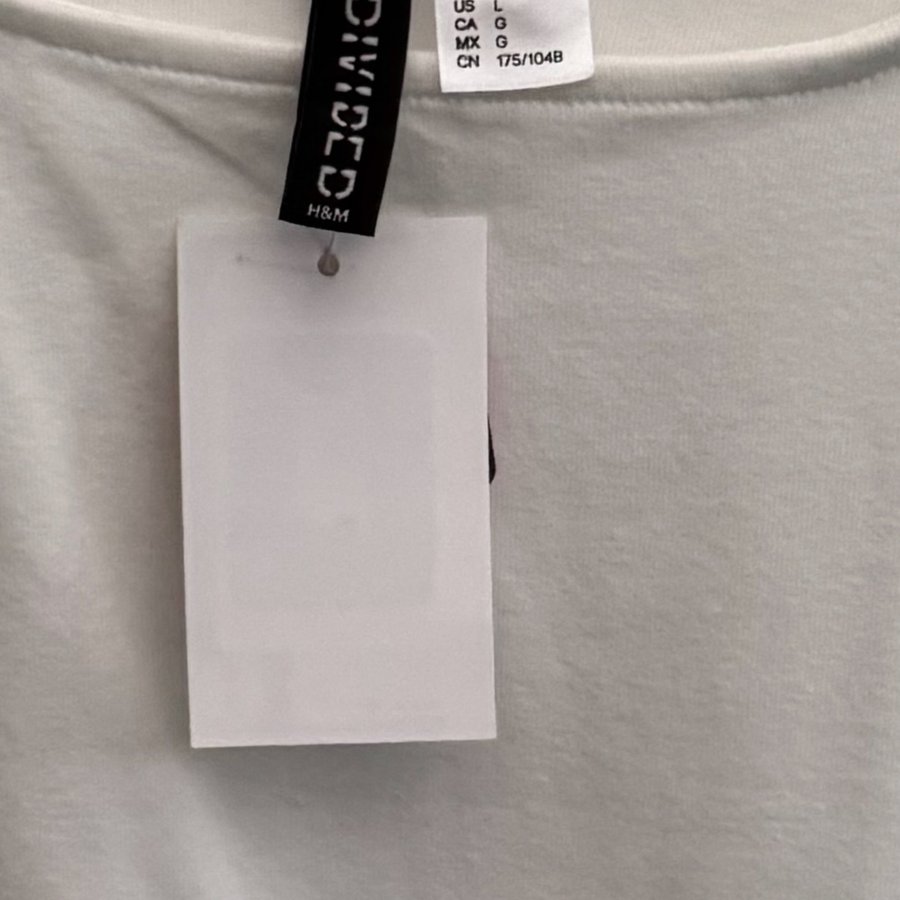 DIVIDED
H&M
US L
CA G
MX G
CN 175/104B